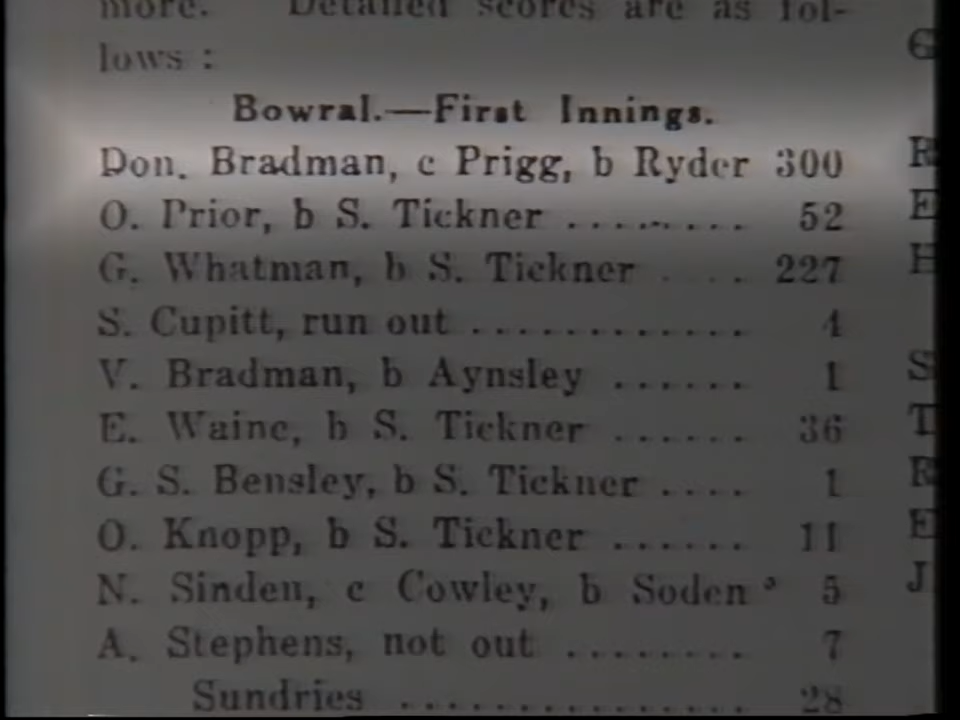 more. Detailed scores are as fol-
lows :
Bowral.—First Innings.
Don. Bradman, c Prigg, b Ryder 300
O. Prior, b S. Tickner ........ 52
G. Whatman, b S. Tickner . .. 227
S. Cupitt, run out ............ 4
V. Bradman, b Aynsley ...... 1
E. Waine, b S. Tickner ...... 36
G. S. Bensley, b S. Tickner .... 1
O. Knopp, b S. Tickner ...... 11
N. Sinden, c Cowley, b Soden 5
A. Stephens, not out ........ 7
Sundries ............... 28
G
R
E
H
S
T
R
E
J